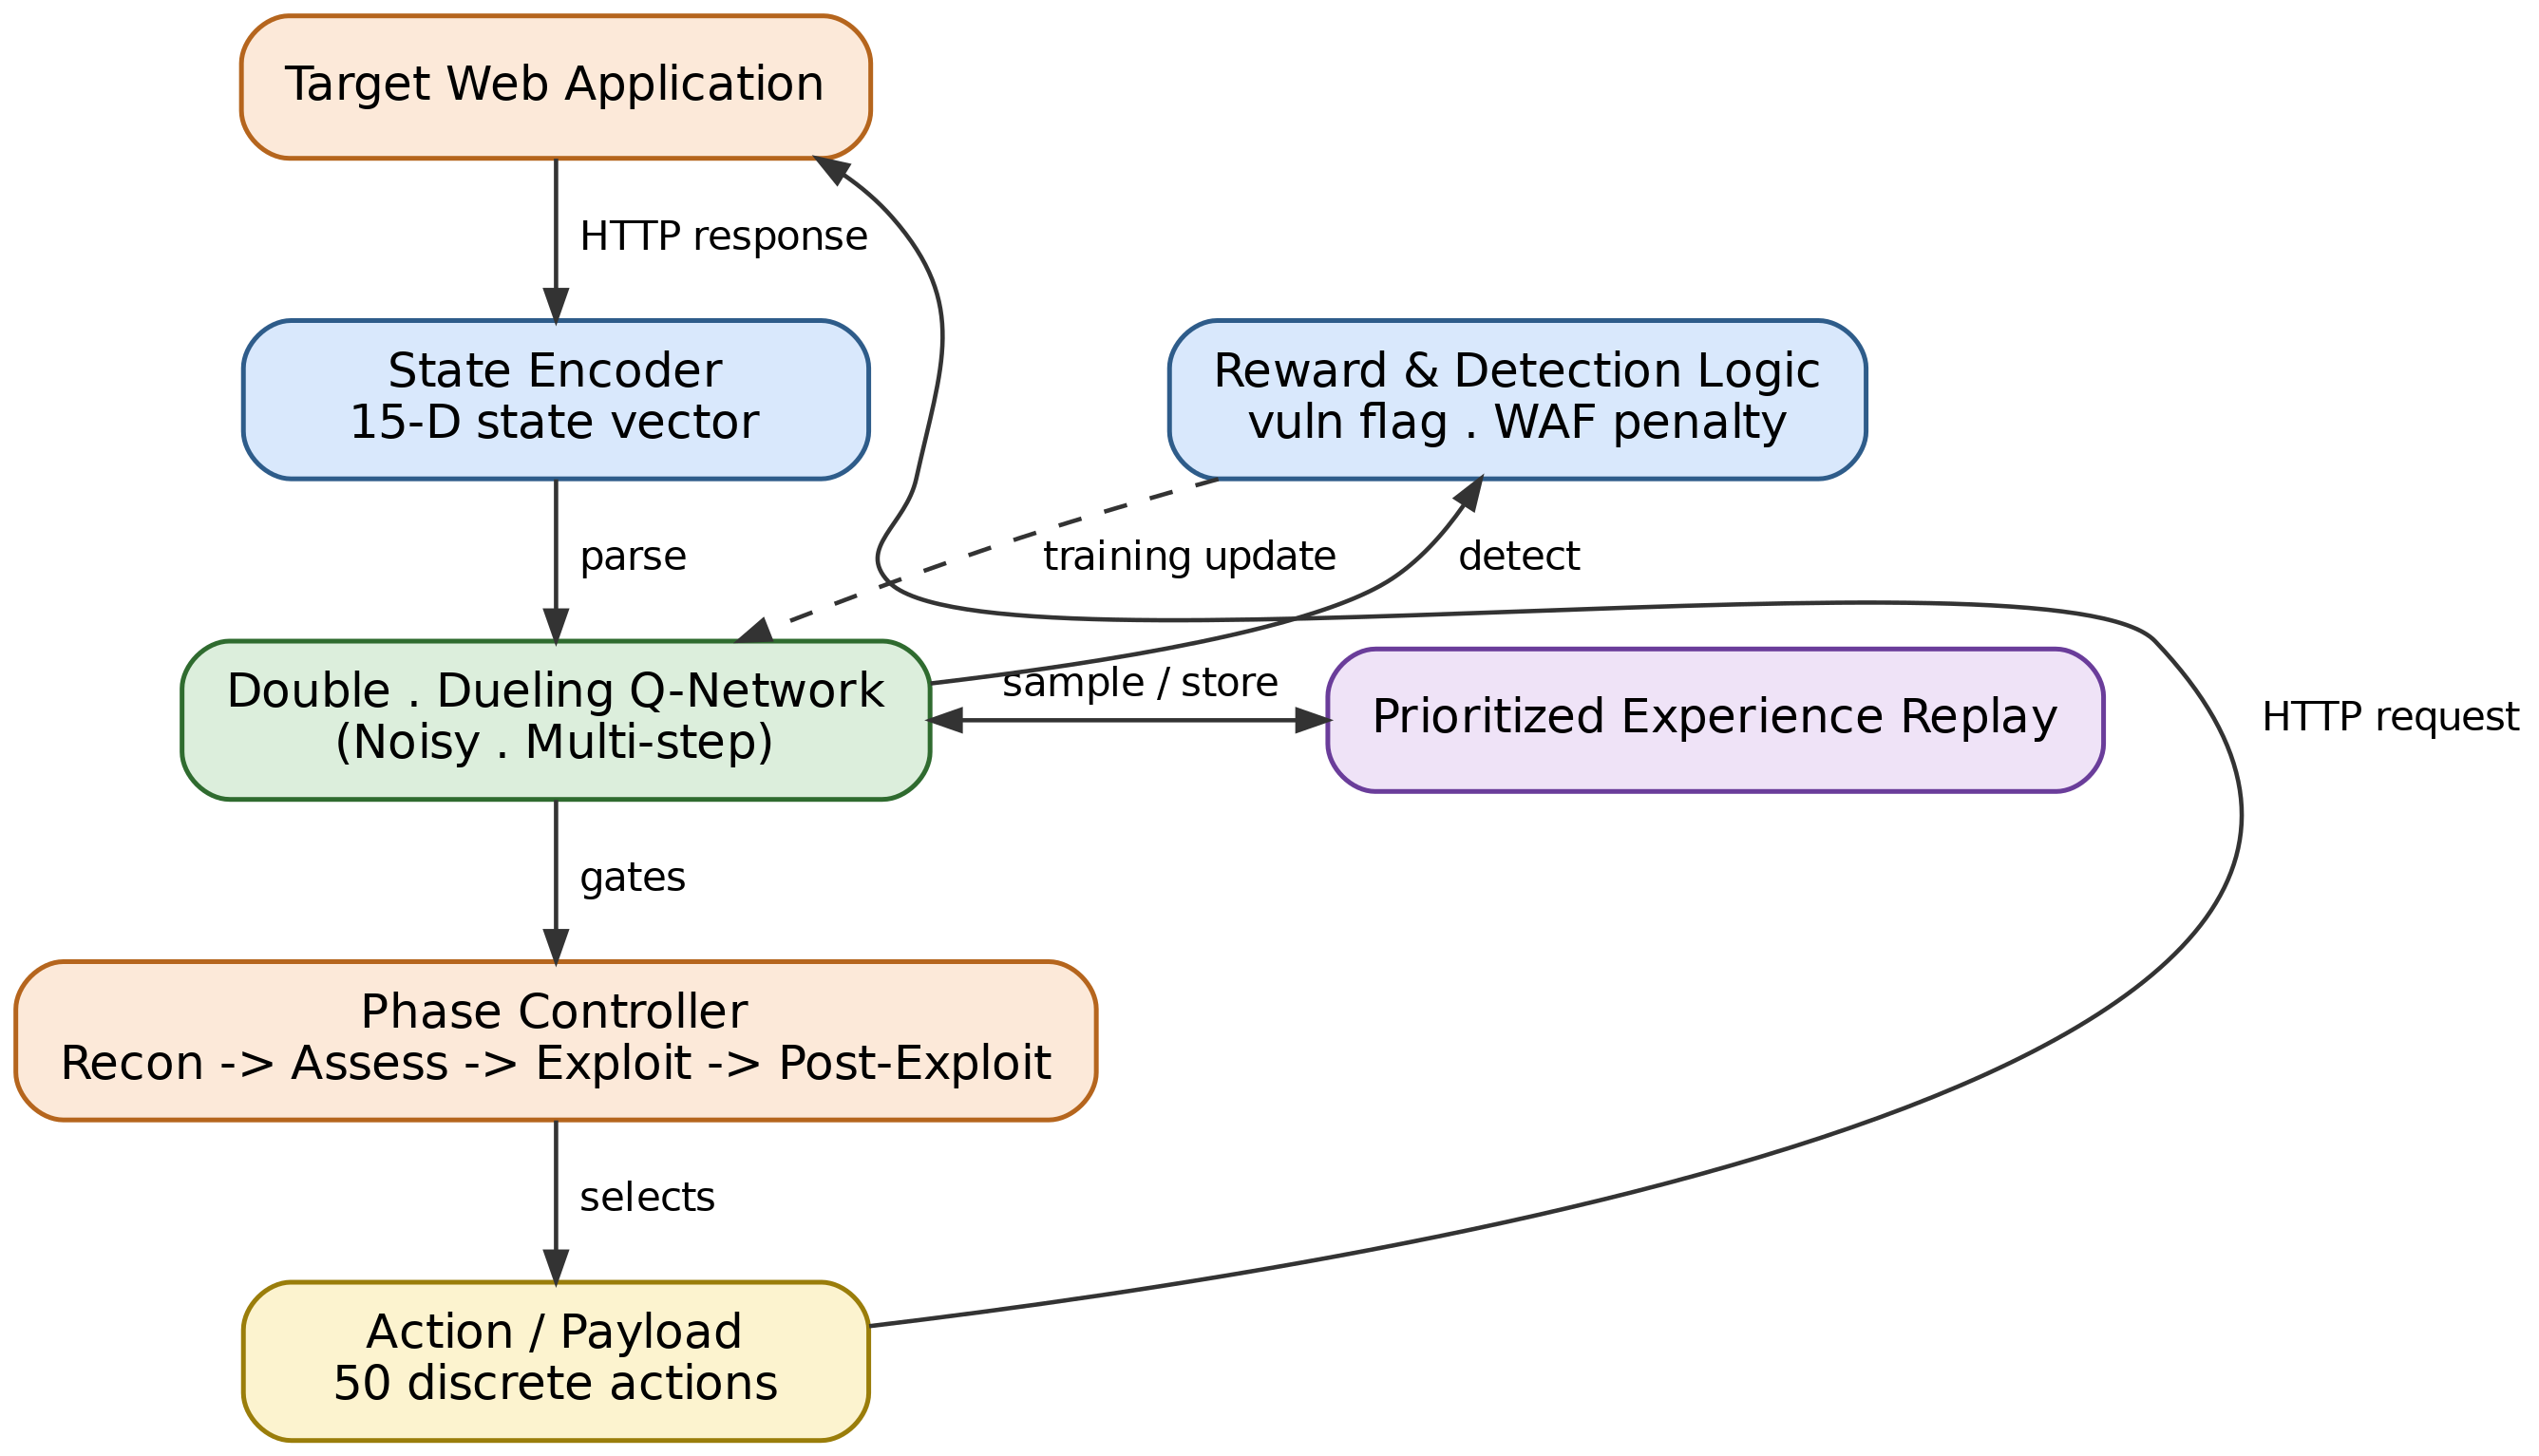 Target Web Application
HTTP response
State Encoder
15-D state vector
Reward & Detection Logic
vuln flag . WAF penalty
parse
training update
detect
Double . Dueling Q-Network
(Noisy . Multi-step)
sample / store
Prioritized Experience Replay
HTTP request
gates
Phase Controller
Recon -> Assess -> Exploit -> Post-Exploit
selects
Action / Payload
50 discrete actions